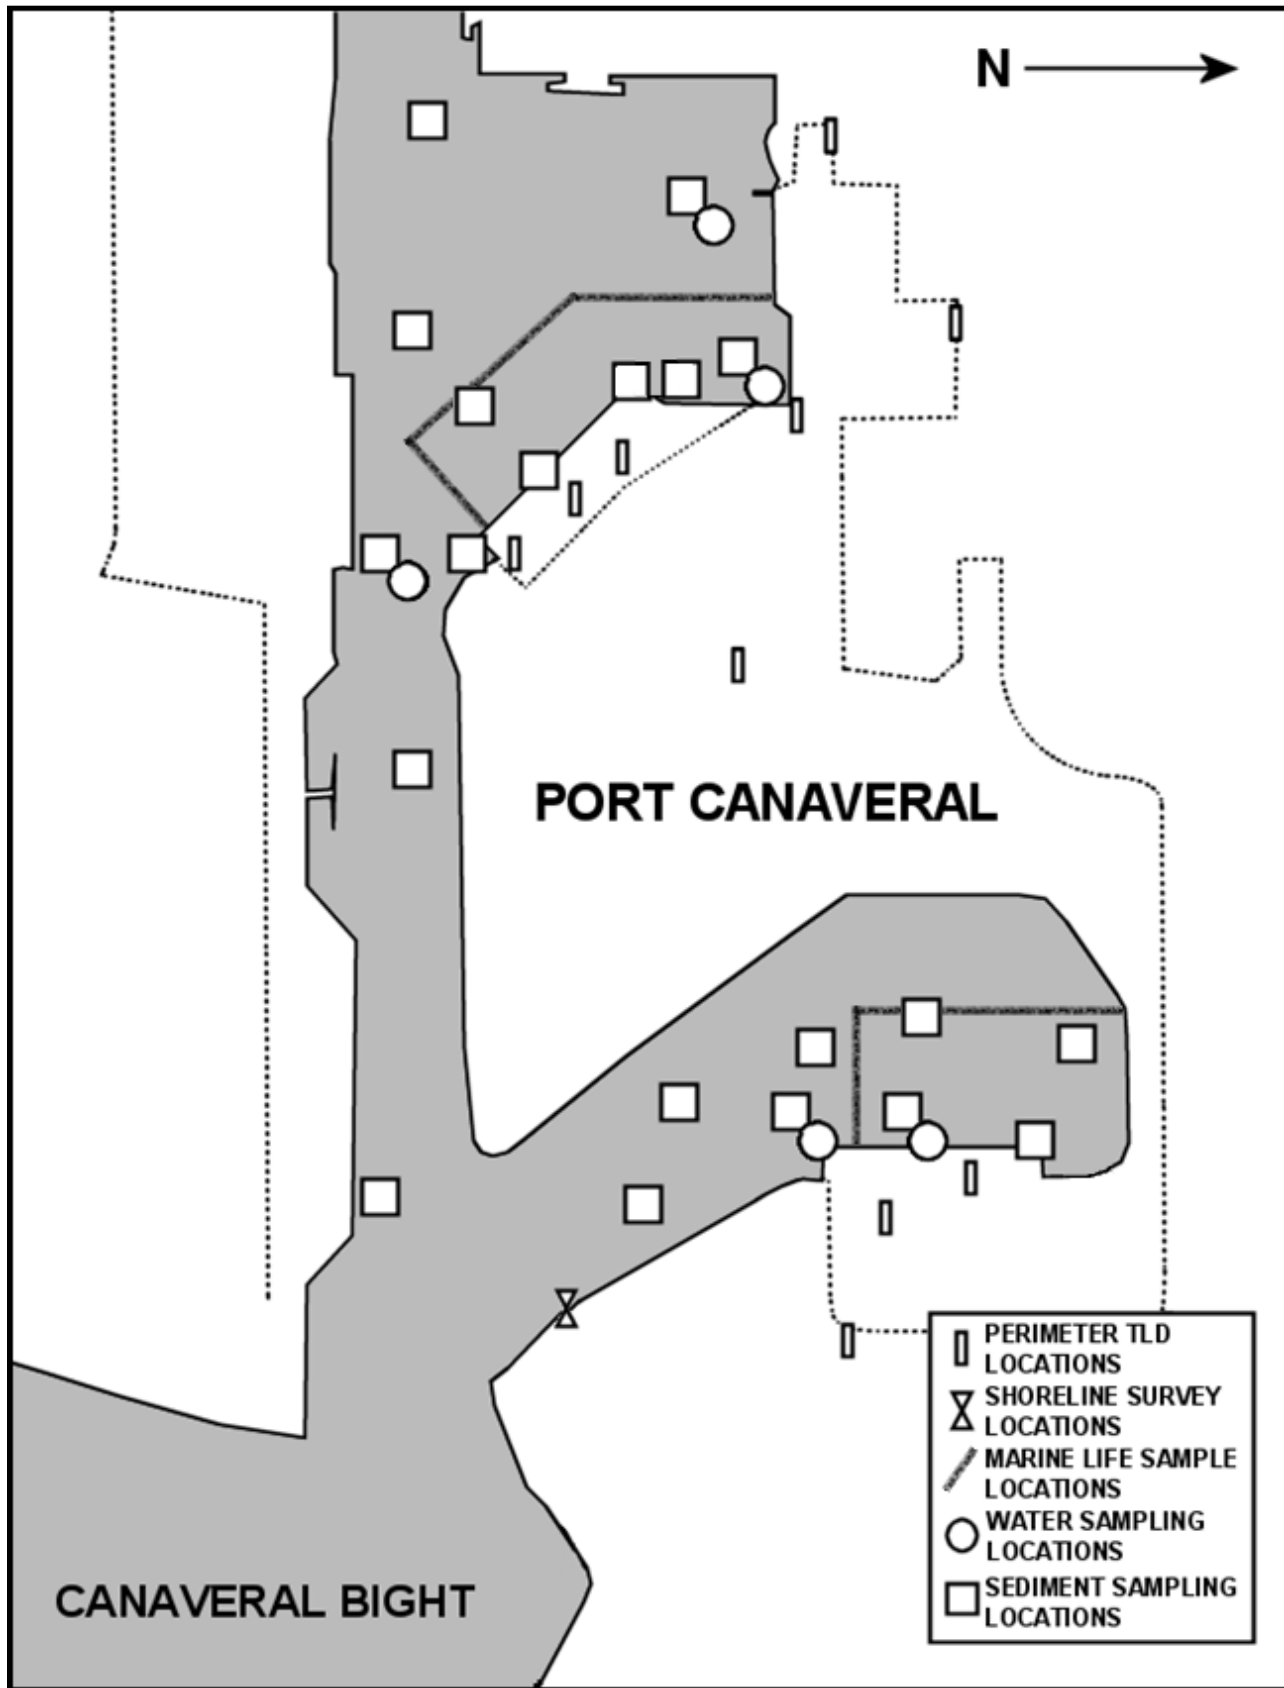 N
PORT CANAVERAL
PERIMETER TLD
LOCATIONS
SHORELINE SURVEY
LOCATIONS
MARINE LIFE SAMPLE
LOCATIONS
WATER SAMPLING
LOCATIONS
SEDIMENT SAMPLING
LOCATIONS
CANAVERAL BIGHT